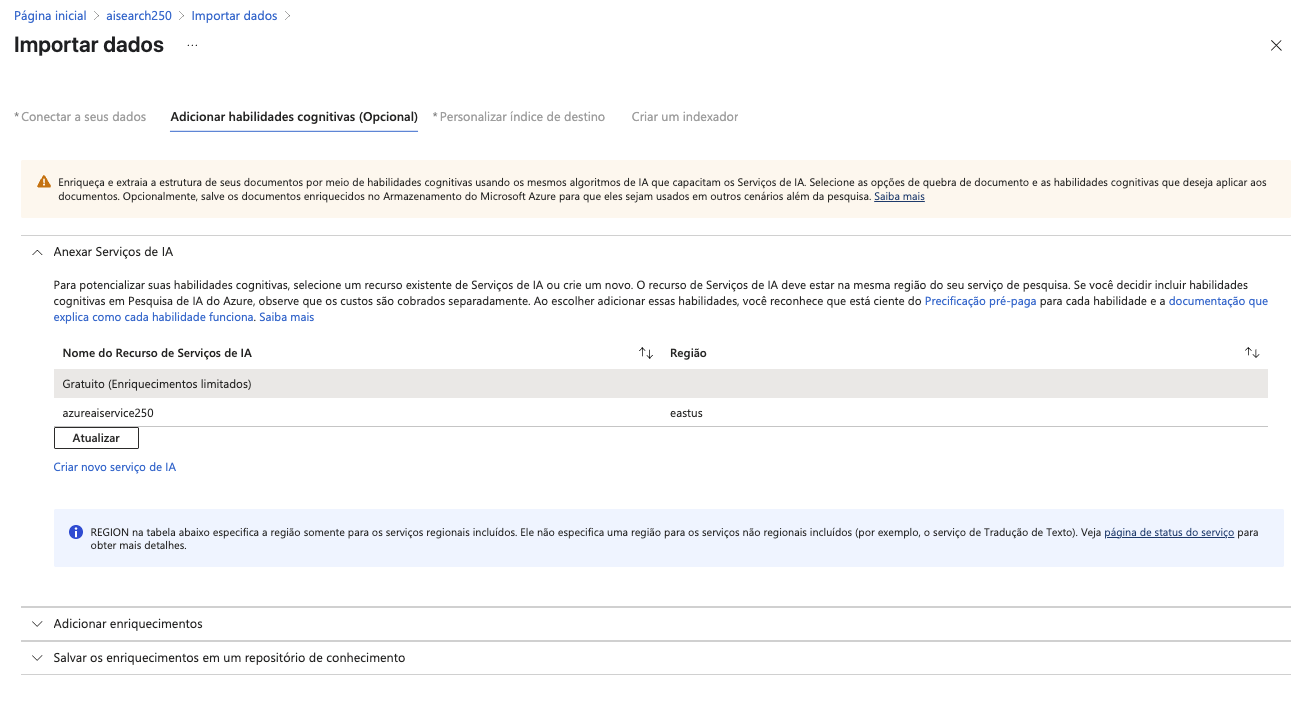 Página inicial > aisearch250 > Importar dados >
Importar dados ...
* Conectar a seus dados Adicionar habilidades cognitivas (Opcional) * Personalizar índice de destino Criar um indexador
Enriqueça e extraia a estrutura de seus documentos por meio de habilidades cognitivas usando os mesmos algoritmos de IA que capacitam os Serviços de IA. Selecione as opções de quebra de documento e as habilidades cognitivas que deseja aplicar aos
documentos. Opcionalmente, salve os documentos enriquecidos no Armazenamento do Microsoft Azure para que eles sejam usados em outros cenários além da pesquisa. Saiba mais
Anexar Serviços de IA
Para potencializar suas habilidades cognitivas, selecione um recurso existente de Serviços de IA ou crie um novo. O recurso de Serviços de IA deve estar na mesma região do seu serviço de pesquisa. Se você decidir incluir habilidades
cognitivas em Pesquisa de IA do Azure, observe que os custos são cobrados separadamente. Ao escolher adicionar essas habilidades, você reconhece que está ciente do Precificação pré-paga para cada habilidade e a documentação que
explica como cada habilidade funciona. Saiba mais
Nome do Recurso de Serviços de IA Região
Gratuito (Enriquecimentos limitados)
azureaiservice250 eastus
Atualizar
Criar novo serviço de IA
REGION na tabela abaixo especifica a região somente para os serviços regionais incluídos. Ele não especifica uma região para os serviços não regionais incluídos (por exemplo, o serviço de Tradução de Texto). Veja página de status do serviço para
obter mais detalhes.
Adicionar enriquecimentos
Salvar os enriquecimentos em um repositório de conhecimento